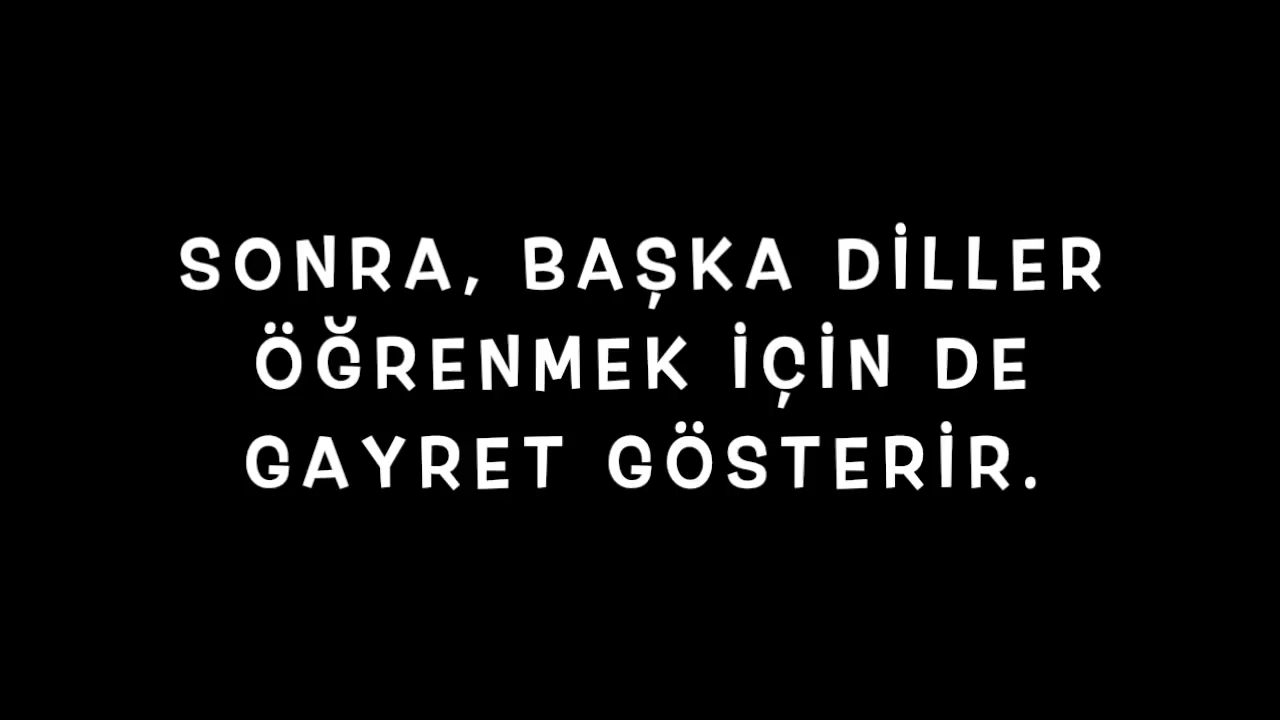 SONRA, BAŞKA DİLLER
ÖĞRENMEK İÇİN DE
GAYRET GÖSTERİR.